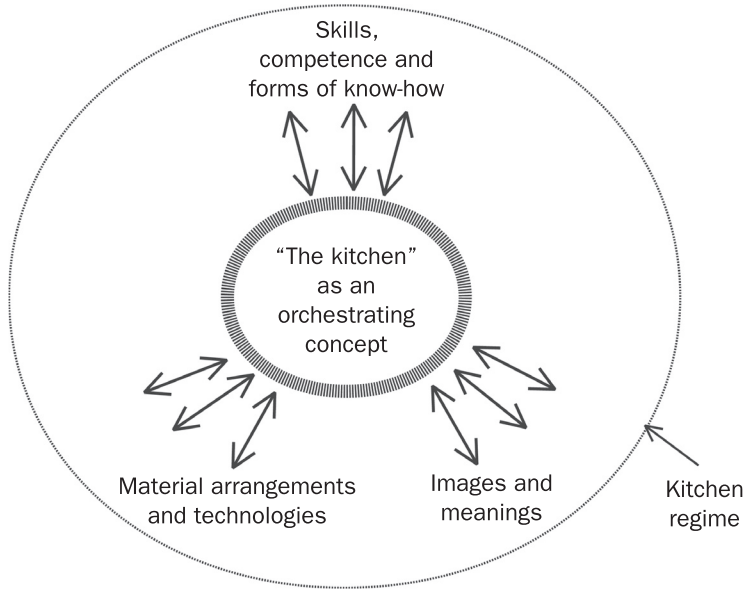 Skills,
competence and
forms of know-how
“The kitchen”
as an
orchestrating
concept
Material arrangements
and technologies
Images and
meanings
Kitchen
regime